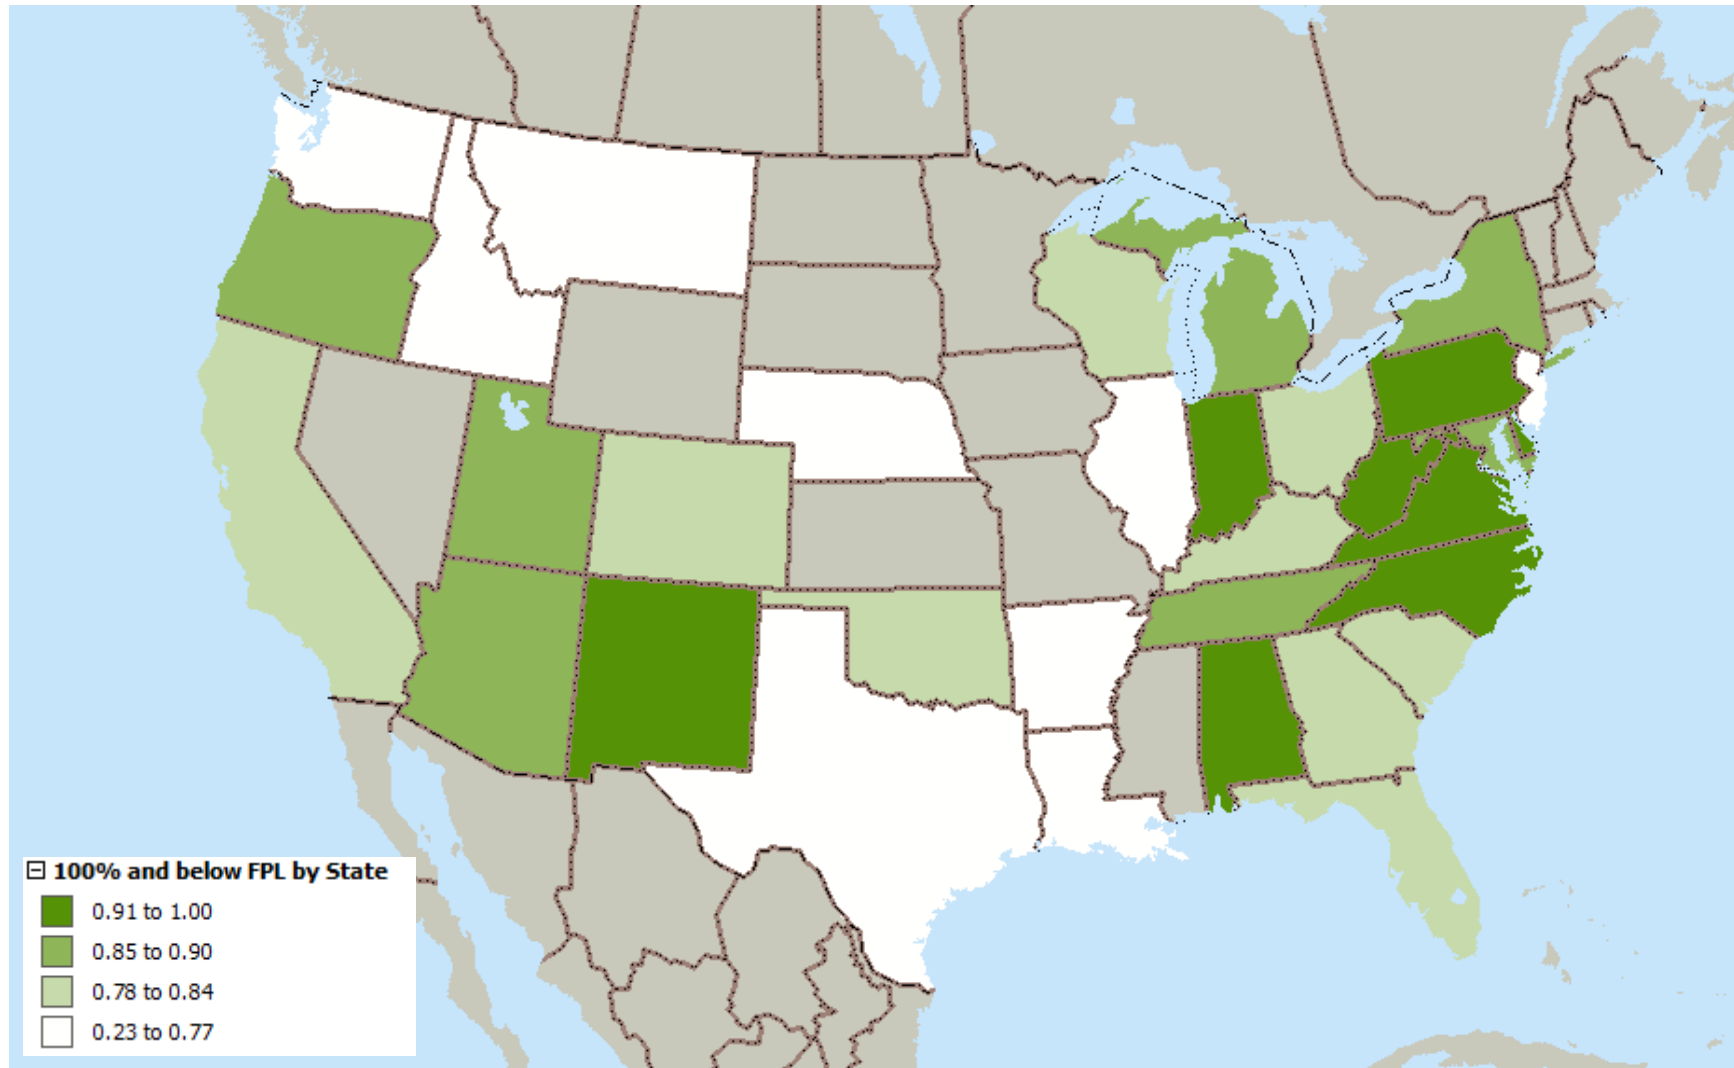 100% and below FPL by State
0.91 to 1.00
0.85 to 0.90
0.78 to 0.84
0.23 to 0.77